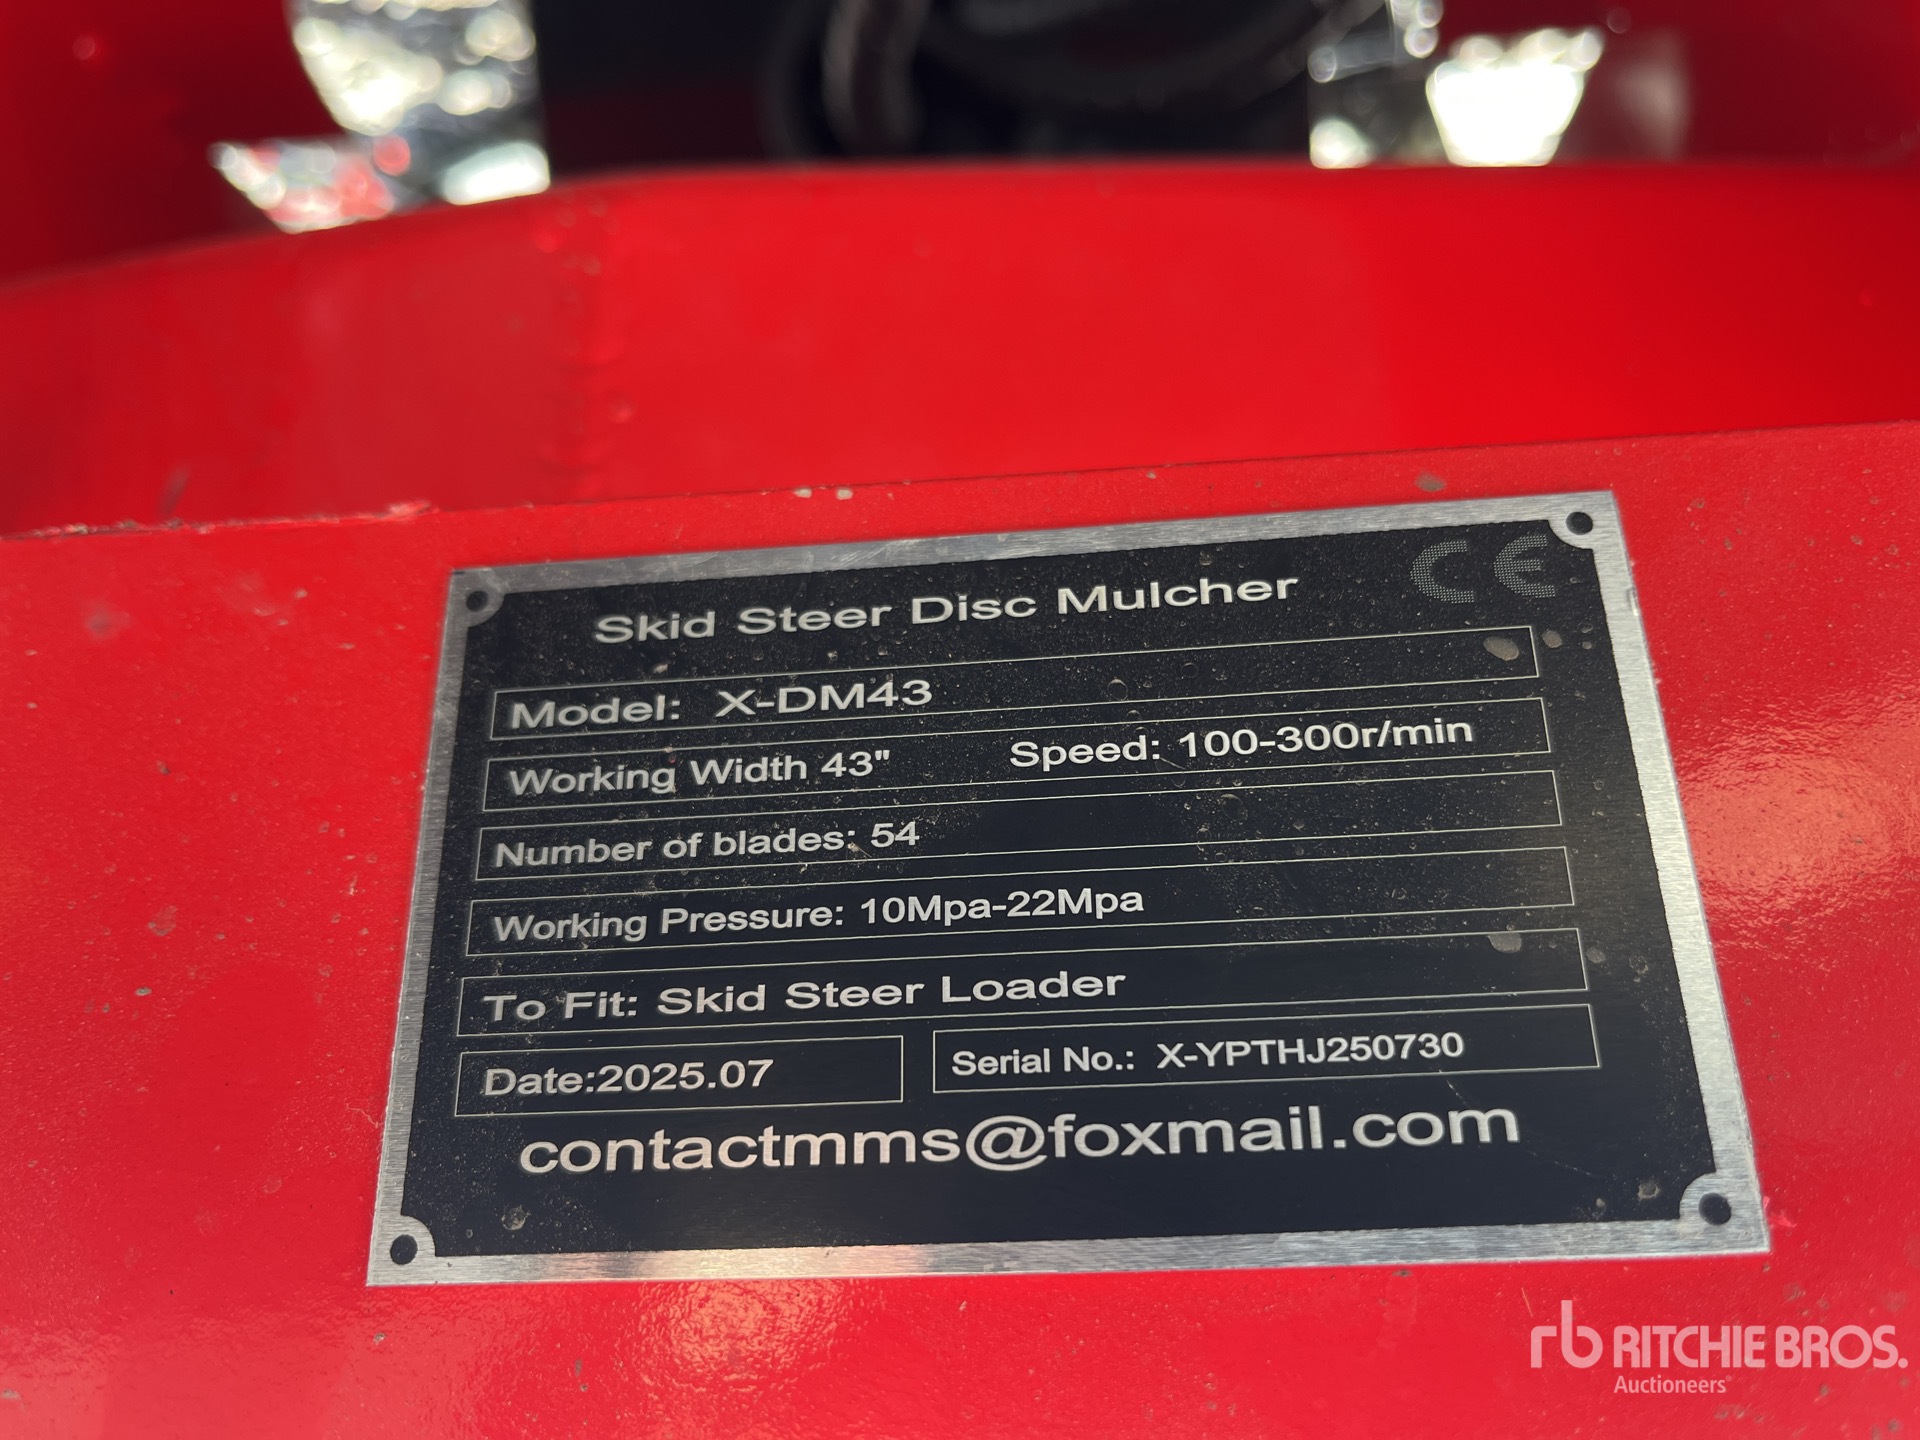 Skid Steer Disc Mulcher CE
Model: X-DM43
Working Width 43" Speed: 100-300r/min
Number of blades: 54
Working Pressure: 10Mpa-22Mpa
To Fit: Skid Steer Loader
Date:2025.07 Serial No.: X-YPTHJ250730
contactmms@foxmail.com
rb RITCHIE BROS.
Auctioneers